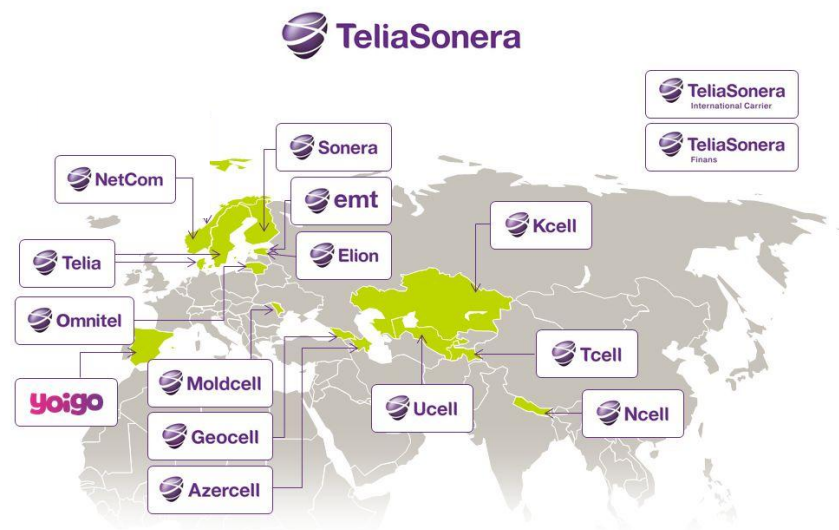 TeliaSonera
TeliaSonera
International Carrier
TeliaSonera
Finans
Sonera
NetCom
emt
Kcell
Telia
Elion
Omnitel
Tcell
Moldcell
yoigo
Ucell
Ncell
Geocell
Azercell